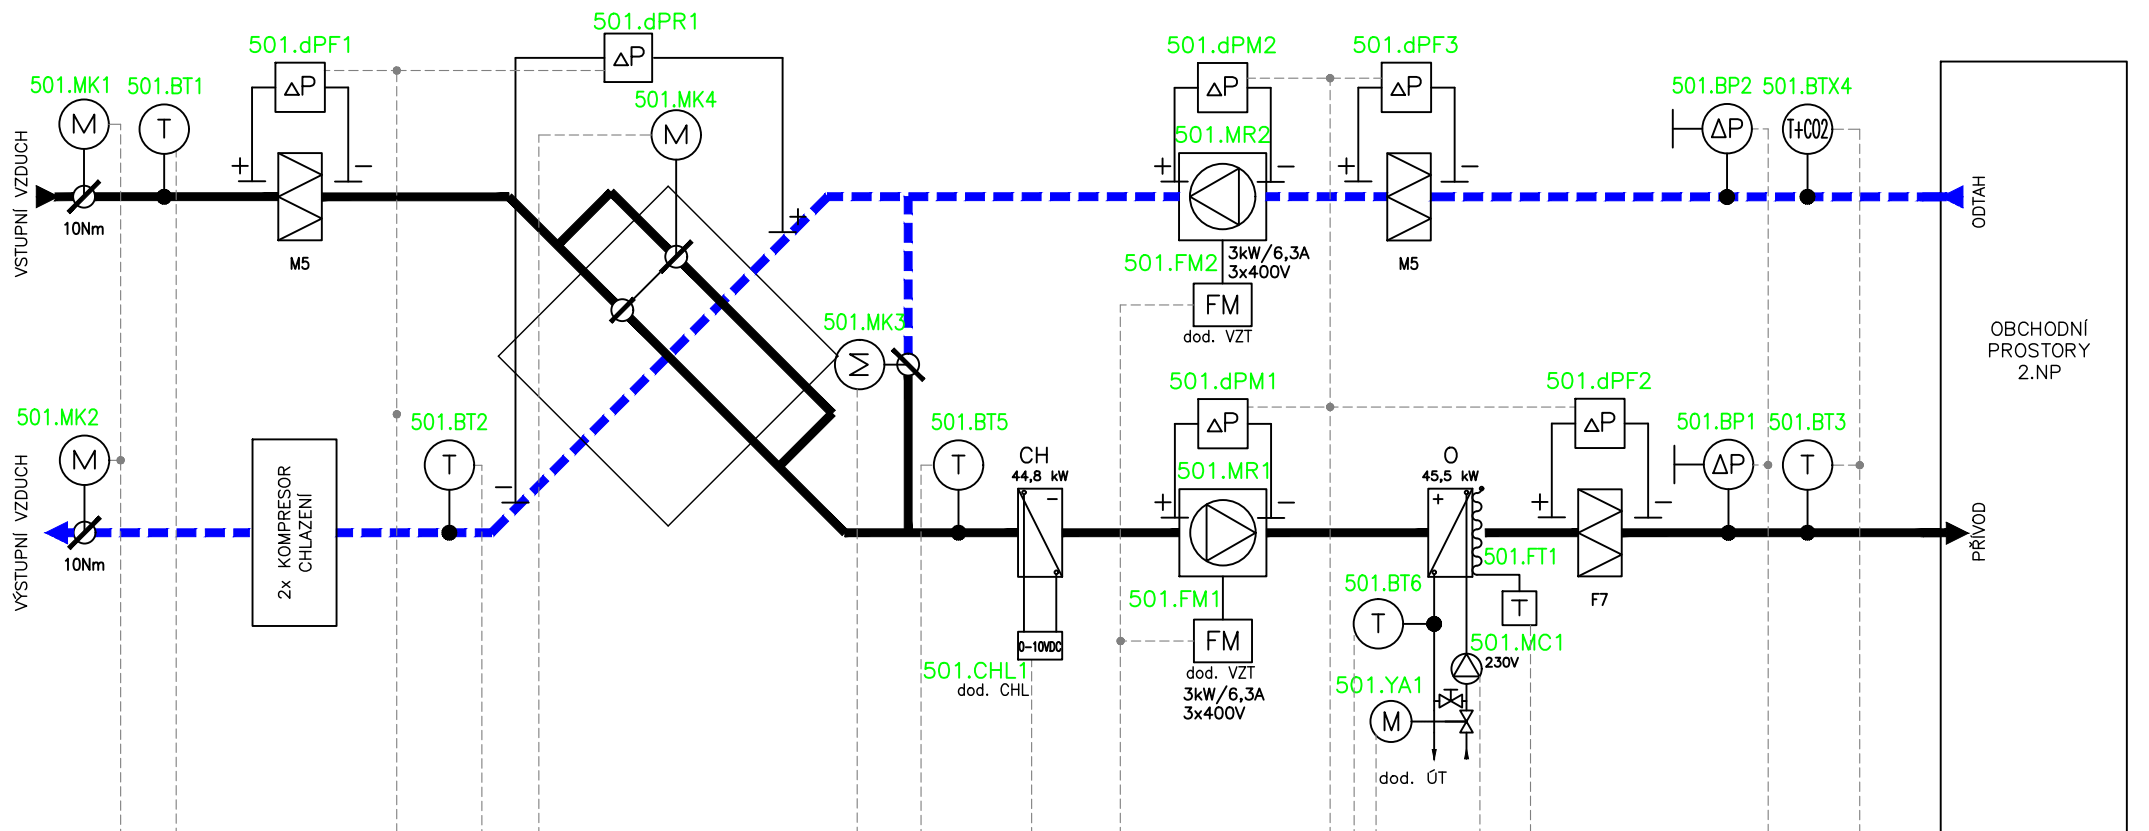 501.dPR1
501.dPF1
ΔP
501.dPM2
501.dPF3
501.MK1
501.BT1
ΔP
501.MK4
ΔP
ΔP
501.BP2
501.BTX4
M
T
M
501.MR2
ΔP
T+CO2
VSTUPNÍ VZDUCH
+
−
+
−
+
−
+
ODTAH
10Nm
M5
501.FM2
3kW/6,3A
3x400V
M5
FM
dod. VZT
501.MK3
M
OBCHODNÍ
PROSTORY
2.NP
501.MK2
501.BT2
501.dPM1
501.dPF2
501.BP1
501.BT3
M
T
501.BT5
T
CH
44,8 kW
ΔP
501.MR1
O
45,5 kW
ΔP
ΔP
T
VÝSTUPNÍ VZDUCH
2x KOMPRESOR
CHLAZENÍ
−
−
+
−
+
+
−
PŘÍVOD
10Nm
501.FT1
501.BT6
T
F7
501.FM1
T
FM
0-10VDC
501.CHL1
dod. CHL
dod. VZT
3kW/6,3A
3x400V
501.MC1
230V
501.YA1
M
dod. ÚT